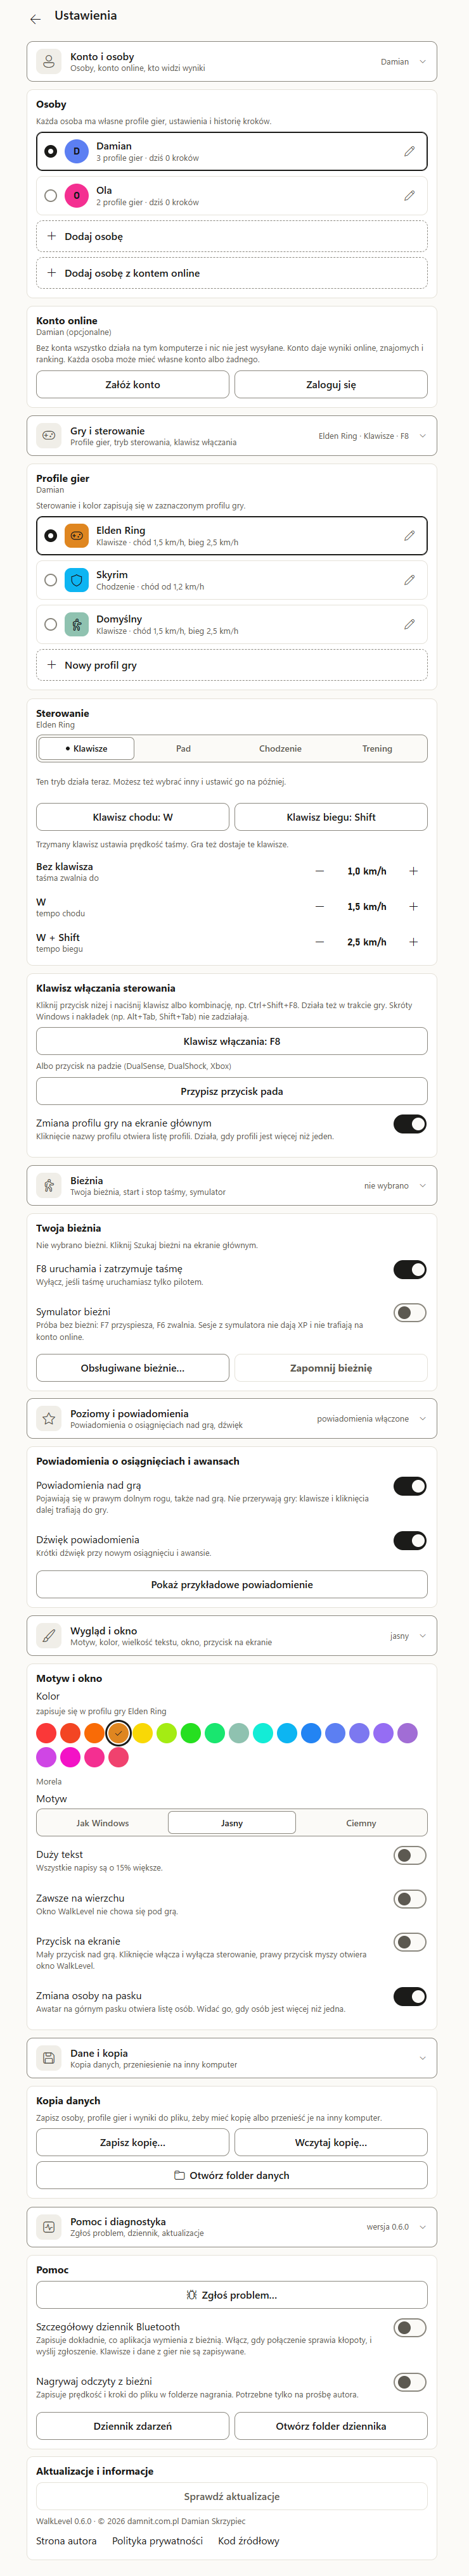 Ustawienia
Konto i osoby
Osoby, konto online, kto widzi wyniki
Damian
Osoby
Każda osoba ma własne profile gier, ustawienia i historię kroków.
D
Damian
3 profile gier · dziś 0 kroków
O
Ola
2 profile gier · dziś 0 kroków
Dodaj osobę
Dodaj osobę z kontem online
Konto online
Damian (opcjonalne)
Bez konta wszystko działa na tym komputerze i nic nie jest wysyłane. Konto daje wyniki online, znajomych i
ranking. Każda osoba może mieć własne konto albo żadnego.
Załóż konto
Zaloguj się
Gry i sterowanie
Profile gier, tryb sterowania, klawisz włączania
Elden Ring · Klawisze · F8
Profile gier
Damian
Sterowanie i kolor zapisują się w zaznaczonym profilu gry.
Elden Ring
Klawisze · chód 1,5 km/h, bieg 2,5 km/h
Skyrim
Chodzenie · chód od 1,2 km/h
Domyślny
Klawisze · chód 1,5 km/h, bieg 2,5 km/h
Nowy profil gry
Sterowanie
Elden Ring
• Klawisze
Pad
Chodzenie
Trening
Ten tryb działa teraz. Możesz też wybrać inny i ustawić go na później.
Klawisz chodu: W
Klawisz biegu: Shift
Trzymany klawisz ustawia prędkość taśmy. Gra też dostaje te klawisze.
Bez klawisza
taśma zwalnia do
1,0 km/h
W
tempo chodu
1,5 km/h
W + Shift
tempo biegu
2,5 km/h
Klawisz włączania sterowania
Kliknij przycisk niżej i naciśnij klawisz albo kombinację, np. Ctrl+Shift+F8. Działa też w trakcie gry. Skróty
Windows i nakładek (np. Alt+Tab, Shift+Tab) nie zadziałają.
Klawisz włączania: F8
Albo przycisk na padzie (DualSense, DualShock, Xbox)
Przypisz przycisk pada
Zmiana profilu gry na ekranie głównym
Kliknięcie nazwy profilu otwiera listę profili. Działa, gdy profili jest więcej niż jeden.
Bieżnia
Twoja bieżnia, start i stop taśmy, symulator
nie wybrano
Twoja bieżnia
Nie wybrano bieżni. Kliknij Szukaj bieżni na ekranie głównym.
F8 uruchamia i zatrzymuje taśmę
Wyłącz, jeśli taśmę uruchamiasz tylko pilotem.
Symulator bieżni
Próba bez bieżni: F7 przyspiesza, F6 zwalnia. Sesje z symulatora nie dają XP i nie trafiają na
konto online.
Obsługiwane bieżnie...
Zapomnij bieżnię
Poziomy i powiadomienia
Powiadomienia o osiągnięciach nad grą, dźwięk
powiadomienia włączone
Powiadomienia o osiągnięciach i awansach
Powiadomienia nad grą
Pojawiają się w prawym dolnym rogu, także nad grą. Nie przerywają gry: klawisze i kliknięcia
dalej trafiają do gry.
Dźwięk powiadomienia
Krótki dźwięk przy nowym osiągnięciu i awansie.
Pokaż przykładowe powiadomienie
Wygląd i okno
Motyw, kolor, wielkość tekstu, okno, przycisk na ekranie
jasny
Motyw i okno
Kolor
zapisuje się w profilu gry Elden Ring
Morela
Motyw
Jak Windows
Jasny
Ciemny
Duży tekst
Wszystkie napisy są o 15% większe.
Zawsze na wierzchu
Okno WalkLevel nie chowa się pod grą.
Przycisk na ekranie
Mały przycisk nad grą. Kliknięcie włącza i wyłącza sterowanie, prawy przycisk myszy otwiera
okno WalkLevel.
Zmiana osoby na pasku
Awatar na górnym pasku otwiera listę osób. Widać go, gdy osób jest więcej niż jedna.
Dane i kopia
Kopia danych, przeniesienie na inny komputer
Kopia danych
Zapisz osoby, profile gier i wyniki do pliku, żeby mieć kopię albo przenieść je na inny komputer.
Zapisz kopię...
Wczytaj kopię...
Otwórz folder danych
Pomoc i diagnostyka
Zgłoś problem, dziennik, aktualizacje
wersja 0.6.0
Pomoc
Zgłoś problem...
Szczegółowy dziennik Bluetooth
Zapisuje dokładnie, co aplikacja wymienia z bieżnią. Włącz, gdy połączenie sprawia kłopoty, i
wyślij zgłoszenie. Klawisze i dane z gier nie są zapisywane.
Nagrywaj odczyty z bieżni
Zapisuje prędkość i kroki do pliku w folderze nagrania. Potrzebne tylko na prośbę autora.
Dziennik zdarzeń
Otwórz folder dziennika
Aktualizacje i informacje
Sprawdź aktualizacje
WalkLevel 0.6.0 · © 2026 damnit.com.pl Damian Skrzypiec
Strona autora
Polityka prywatności
Kod źródłowy